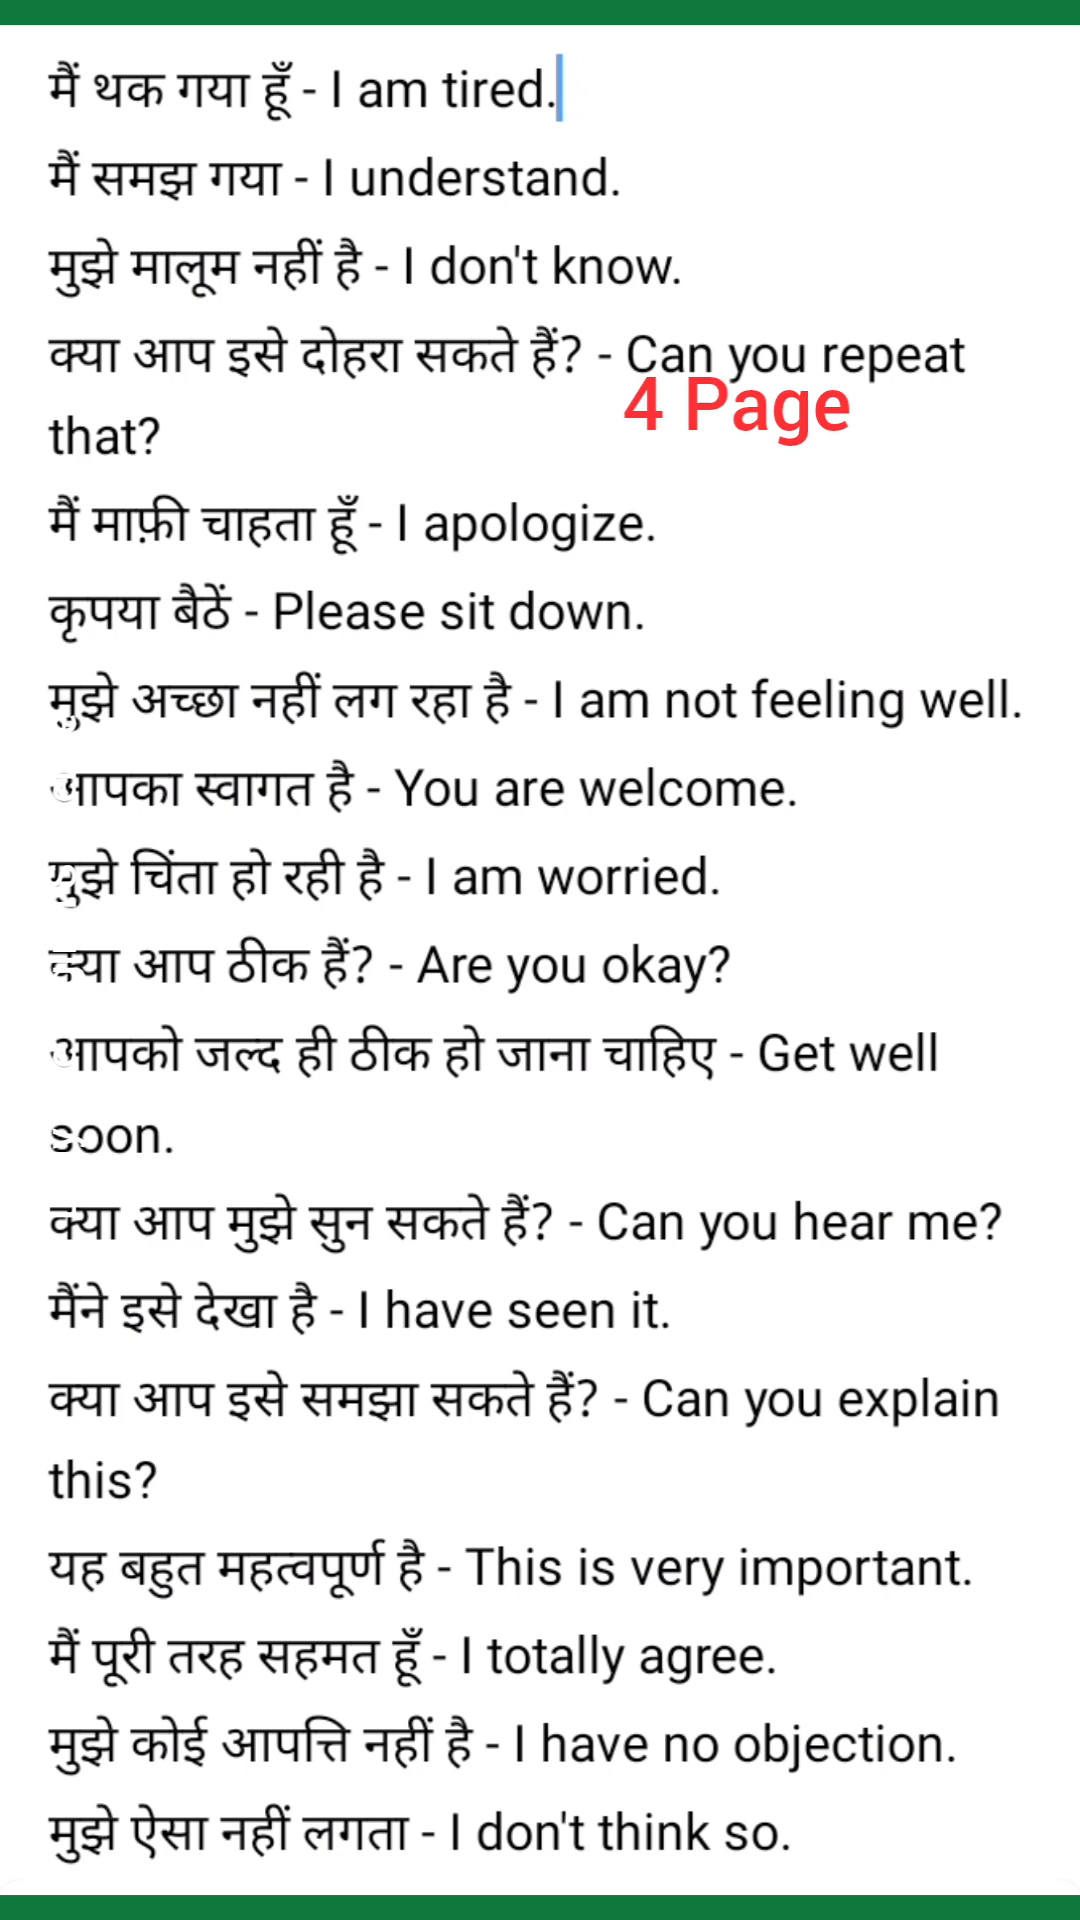 मैं थक गया हूँ - I am tired.
मैं समझ गया - I understand.
मुझे मालूम नहीं है - I don't know.
क्या आप इसे दोहरा सकते हैं? - Can you repeat
4 Page
that?
मैं माफ़ी चाहता हूँ - I apologize.
कृपया बैठें - Please sit down.
मुझे अच्छा नहीं लग रहा है - I am not feeling well.
आपका स्वागत है - You are welcome.
मुझे चिंता हो रही है - I am worried.
क्या आप ठीक हैं? - Are you okay?
आपको जल्द ही ठीक हो जाना चाहिए - Get well
soon.
क्या आप मुझे सुन सकते हैं? - Can you hear me?
मैंने इसे देखा है - I have seen it.
क्या आप इसे समझा सकते हैं? - Can you explain
this?
यह बहुत महत्वपूर्ण है - This is very important.
मैं पूरी तरह सहमत हूँ - I totally agree.
मुझे कोई आपत्ति नहीं है - I have no objection.
मुझे ऐसा नहीं लगता - I don't think so.